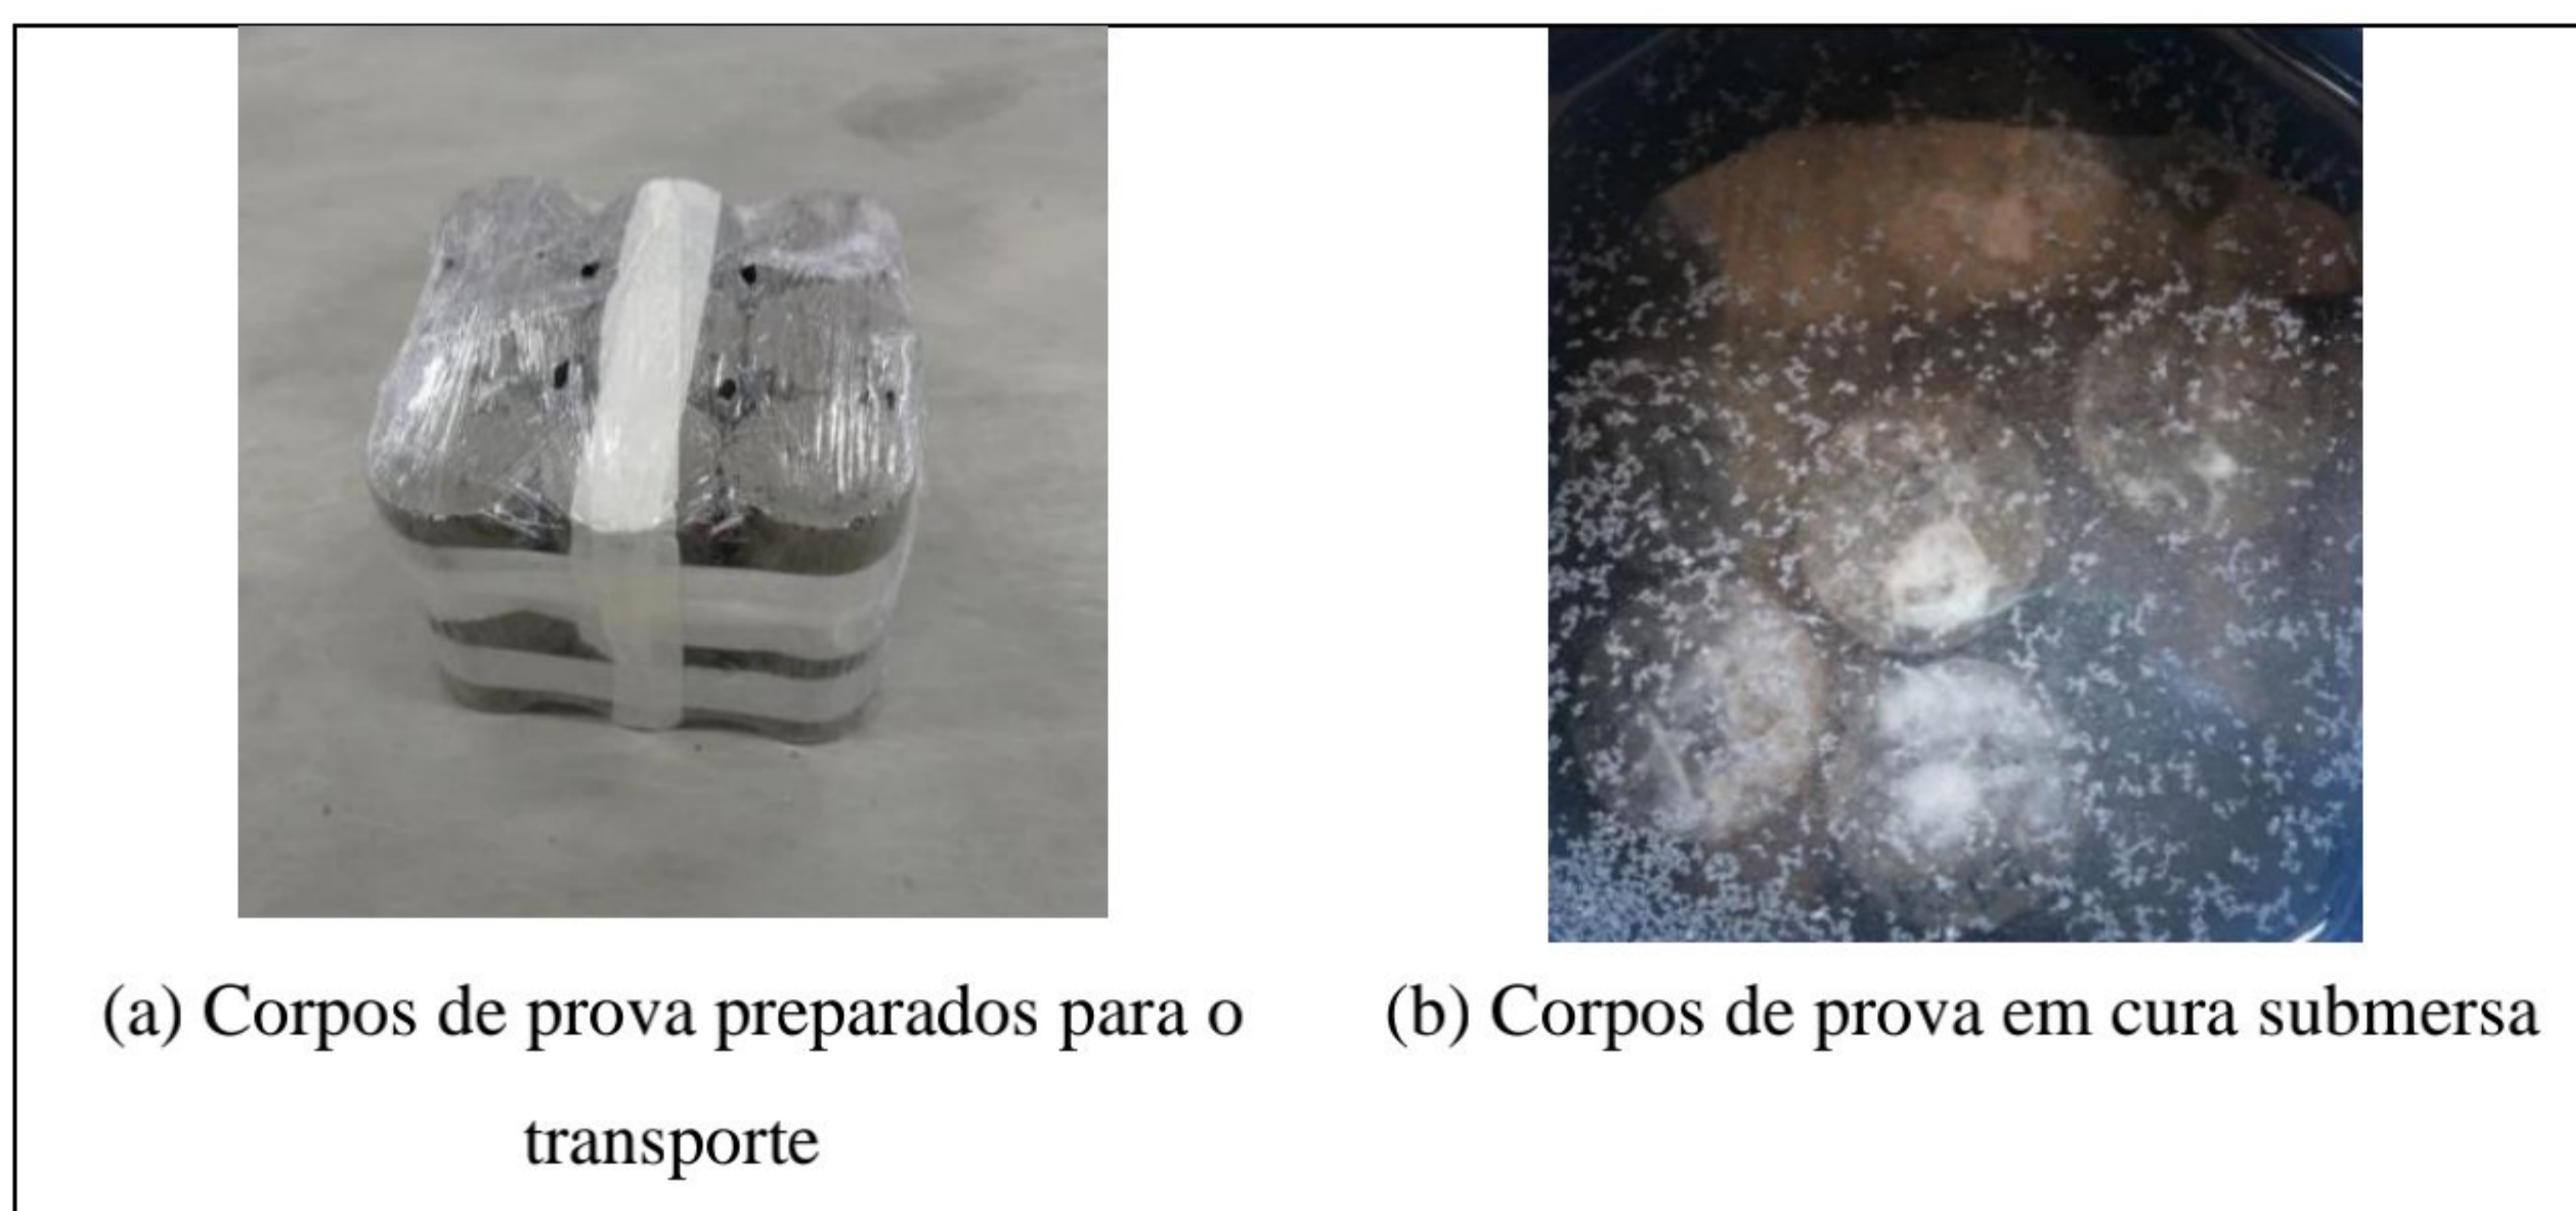 (a) Corpos de prova preparados para o
transporte
(b) Corpos de prova em cura submersa